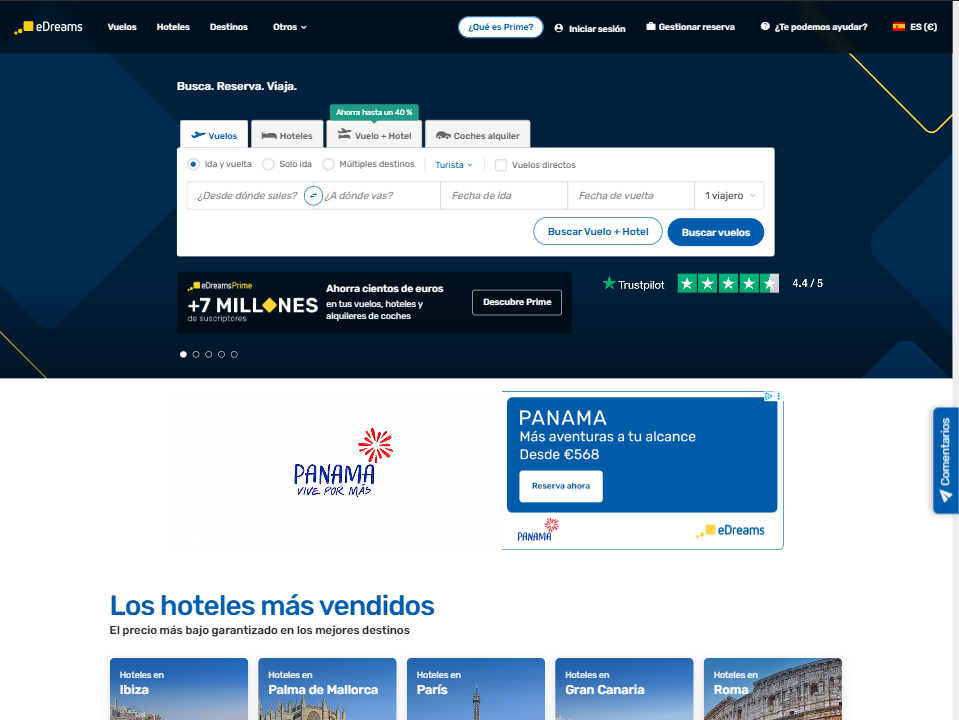 eDreams
Vuelos
Hoteles
Destinos
Otros
¿Qué es Prime?
Iniciar sesión
Gestionar reserva
¿Te podemos ayudar?
ES (€)
Busca. Reserva. Viaja.
Ahorra hasta un 40 %
Vuelos
Hoteles
Vuelo + Hotel
Coches alquiler
Ida y vuelta
Solo ida
Múltiples destinos
Turista
Vuelos directos
¿Desde dónde sales?
¿A dónde vas?
Fecha de ida
Fecha de vuelta
1 viajero
Buscar Vuelo + Hotel
Buscar vuelos
eDreamsPrime
+7 MILLONES
de suscriptores
Ahorra cientos de euros
en tus vuelos, hoteles y
alquileres de coches
Descubre Prime
Trustpilot
4.4 / 5
PANAMA
VIVE POR MÁS
PANAMA
Más aventuras a tu alcance
Desde €568
Reserva ahora
PANAMA
eDreams
Comentarios
Los hoteles más vendidos
El precio más bajo garantizado en los mejores destinos
Hoteles en
Ibiza
Hoteles en
Palma de Mallorca
Hoteles en
París
Hoteles en
Gran Canaria
Hoteles en
Roma